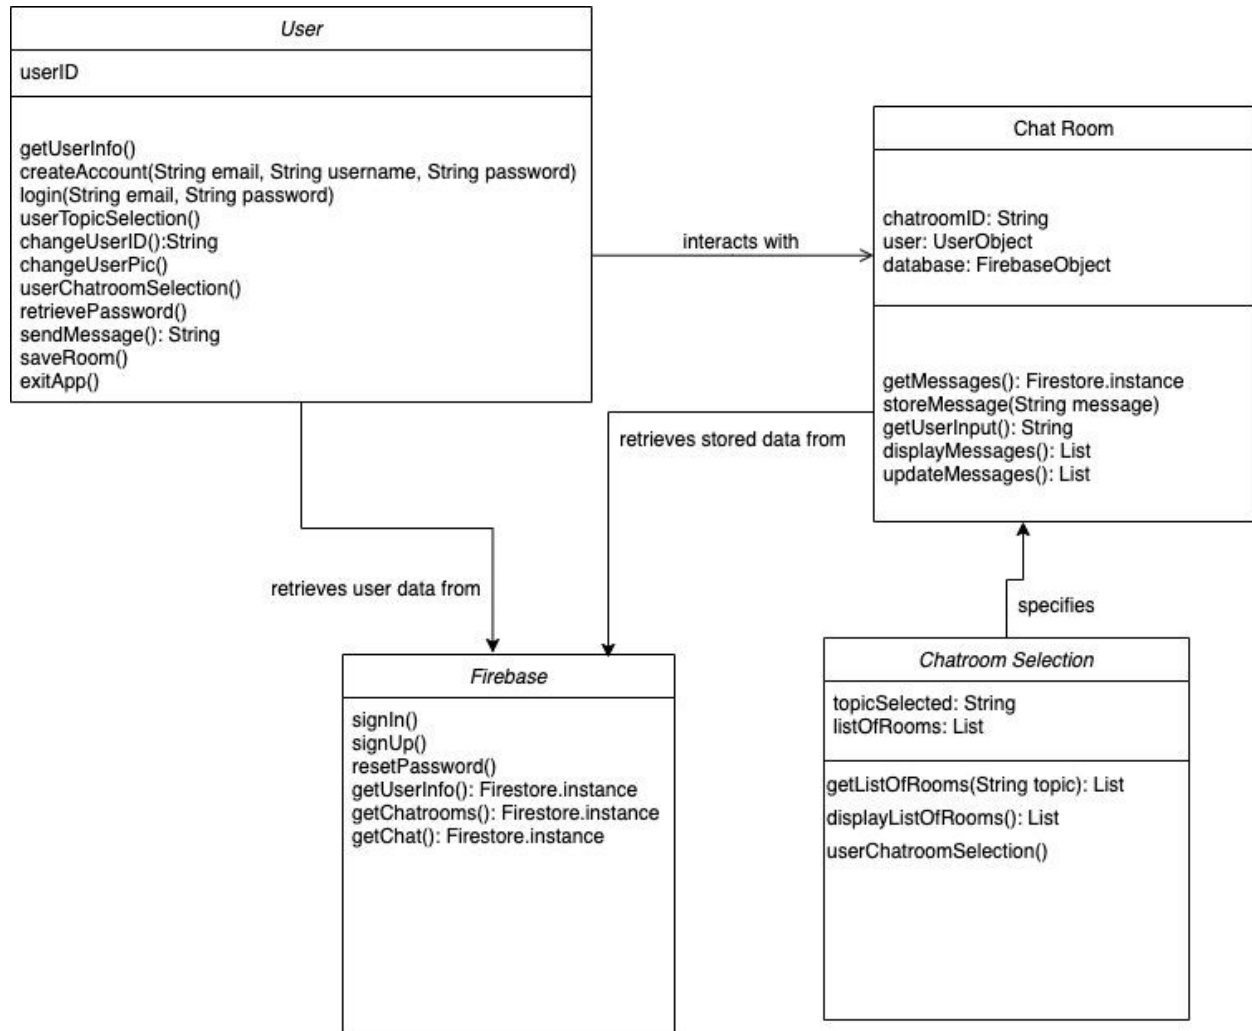 User
userID
getUserInfo()
createAccount(String email, String username, String password)
login(String email, String password)
userTopicSelection()
changeUserID():String
changeUserPic()
userChatroomSelection()
retrievePassword()
sendMessage(): String
saveRoom()
exitApp()
interacts with
Chat Room
chatroomID: String
user: UserObject
database: FirebaseObject
getMessages(): Firestore.instance
storeMessage(String message)
getUserInput(): String
displayMessages(): List
updateMessages(): List
retrieves stored data from
retrieves user data from
specifies
Firebase
signIn()
signUp()
resetPassword()
getUserInfo(): Firestore.instance
getChatrooms(): Firestore.instance
getChat(): Firestore.instance
Chatroom Selection
topicSelected: String
listOfRooms: List
getListOfRooms(String topic): List
displayListOfRooms(): List
userChatroomSelection()